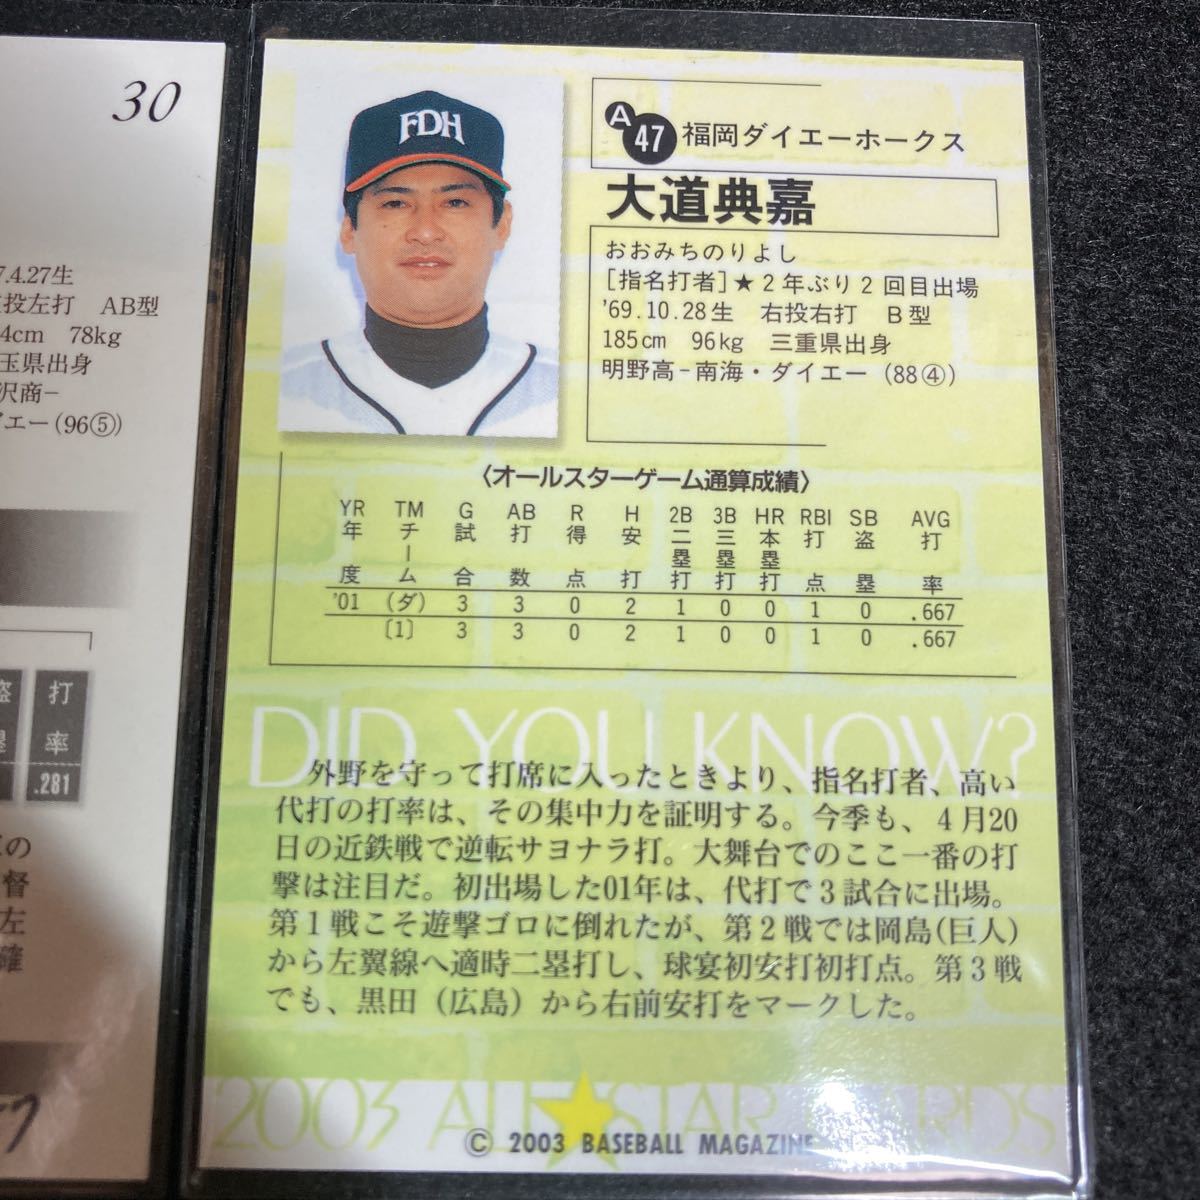 30
7.4.27生
投左打 AB型
4cm 78kg
玉県出身
沢商−
イエー(96⑤)
打
率
.281
の
督
左
確
FDH
A
47
福岡ダイエーホークス
大道典嘉
おおみちのりよし
[指名打者]★2年ぶり2回目出場
'69.10.28生 右投右打 B型
185cm 96kg 三重県出身
明野高−南海・ダイエー(88④)
〈オールスターゲーム通算成績〉
YR TM G AB R H 2B 3B HR RBI SB AVG
年度 チーム 試合 打数 得点 安打 二塁打 三塁打 本塁打 打点 盗塁 打率
'01 (ダ) 3 3 0 2 1 0 0 1 0 .667
[1] 3 3 0 2 1 0 0 1 0 .667
DID YOU KNOW?
外野を守って打席に入ったときより、指名打者、高い
代打の打率は、その集中力を証明する。今季も、4月20
日の近鉄戦で逆転サヨナラ打。大舞台でのここ一番の打
撃は注目だ。初出場した01年は、代打で3試合に出場。
第1戦こそ遊撃ゴロに倒れたが、第2戦では岡島(巨人)
から左翼線へ適時二塁打し、球宴初安打初打点。第3戦
でも、黒田(広島)から右前安打をマークした。
2003 ALL★STAR CARDS
© 2003 BASEBALL MAGAZINE